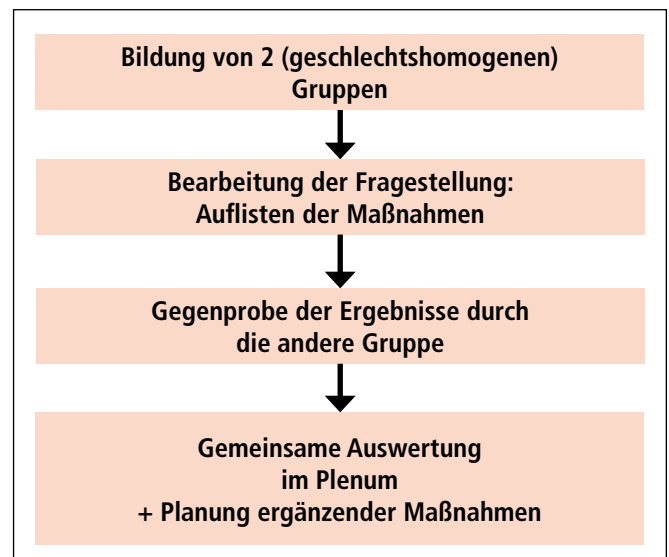 Bildung von 2 (geschlechtshomogenen)
Gruppen
Bearbeitung der Fragestellung:
Auflisten der Maßnahmen
Gegenprobe der Ergebnisse durch
die andere Gruppe
Gemeinsame Auswertung
im Plenum
+ Planung ergänzender Maßnahmen